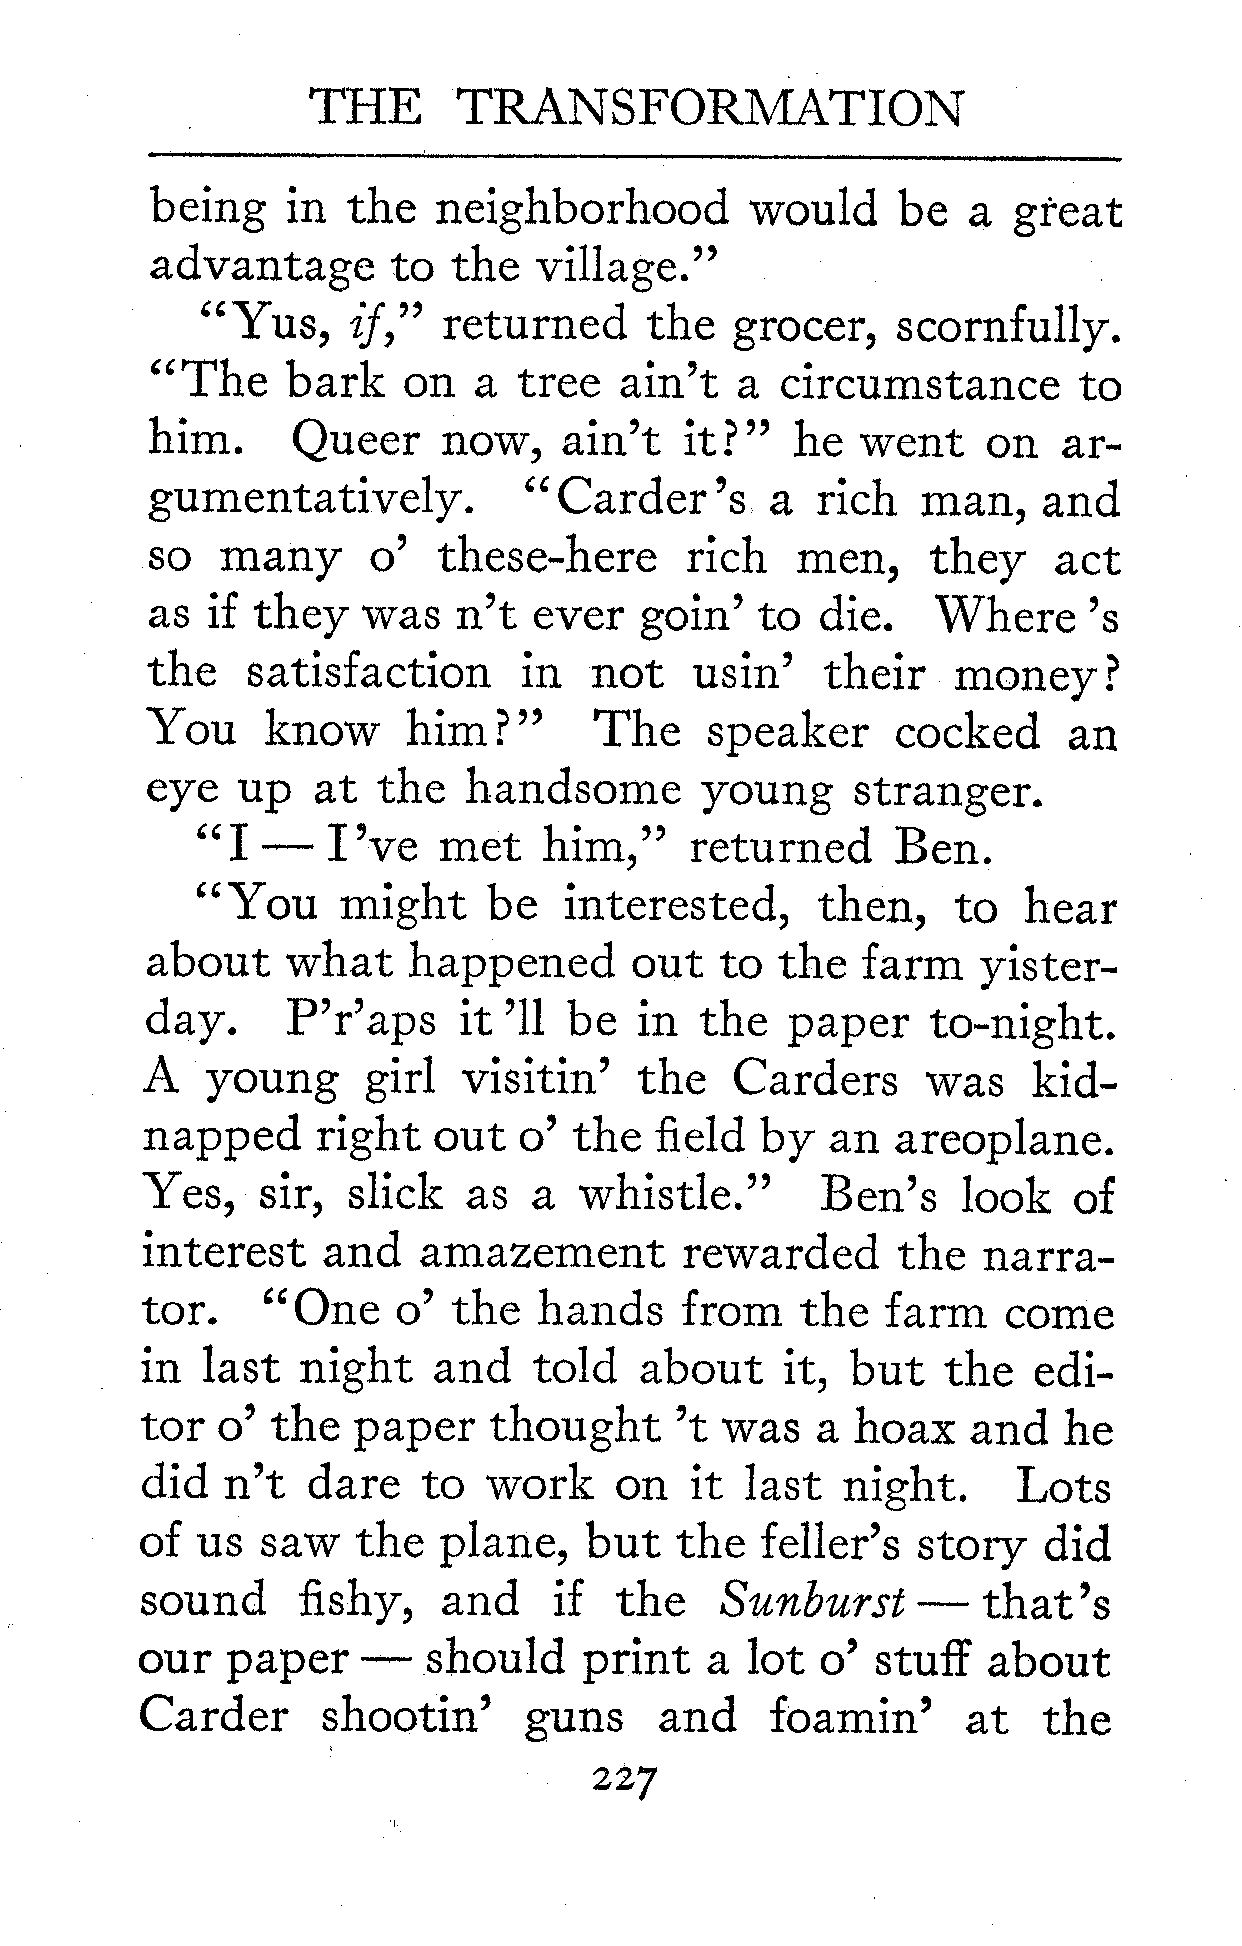 THE TRANSFORMATION
being in the neighborhood would be a great
advantage to the village.”
“Yus, if,” returned the grocer, scornfully.
“The bark on a tree ain’t a circumstance to
him. Queer now, ain’t it?” he went on ar-
gumentatively. “Carder’s a rich man, and
so many o’ these-here rich men, they act
as if they was n’t ever goin’ to die. Where ’s
the satisfaction in not usin’ their money?
You know him?” The speaker cocked an
eye up at the handsome young stranger.
“I — I ’ve met him,” returned Ben.
“You might be interested, then, to hear
about what happened out to the farm yister-
day. P’r’aps it ’ll be in the paper to-night.
A young girl visitin’ the Carders was kid-
napped right out o’ the field by an areoplane.
Yes, sir, slick as a whistle.” Ben’s look of
interest and amazement rewarded the narra-
tor. “One o’ the hands from the farm come
in last night and told about it, but the edi-
tor o’ the paper thought ’t was a hoax and he
did n’t dare to work on it last night. Lots
of us saw the plane, but the feller’s story did
sound fishy, and if the Sunburst — that ’s
our paper — should print a lot o’ stuff about
Carder shootin’ guns and foamin’ at the
227